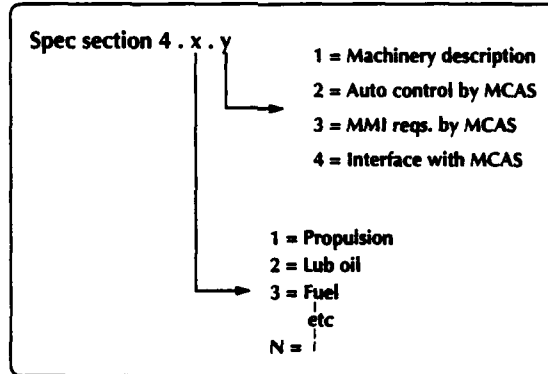 Spec section 4 . x . y
1 = Machinery description
2 = Auto control by MCAS
3 = MMI reqs. by MCAS
4 = Interface with MCAS
1 = Propulsion
2 = Lub oil
3 = Fuel
etc
N =